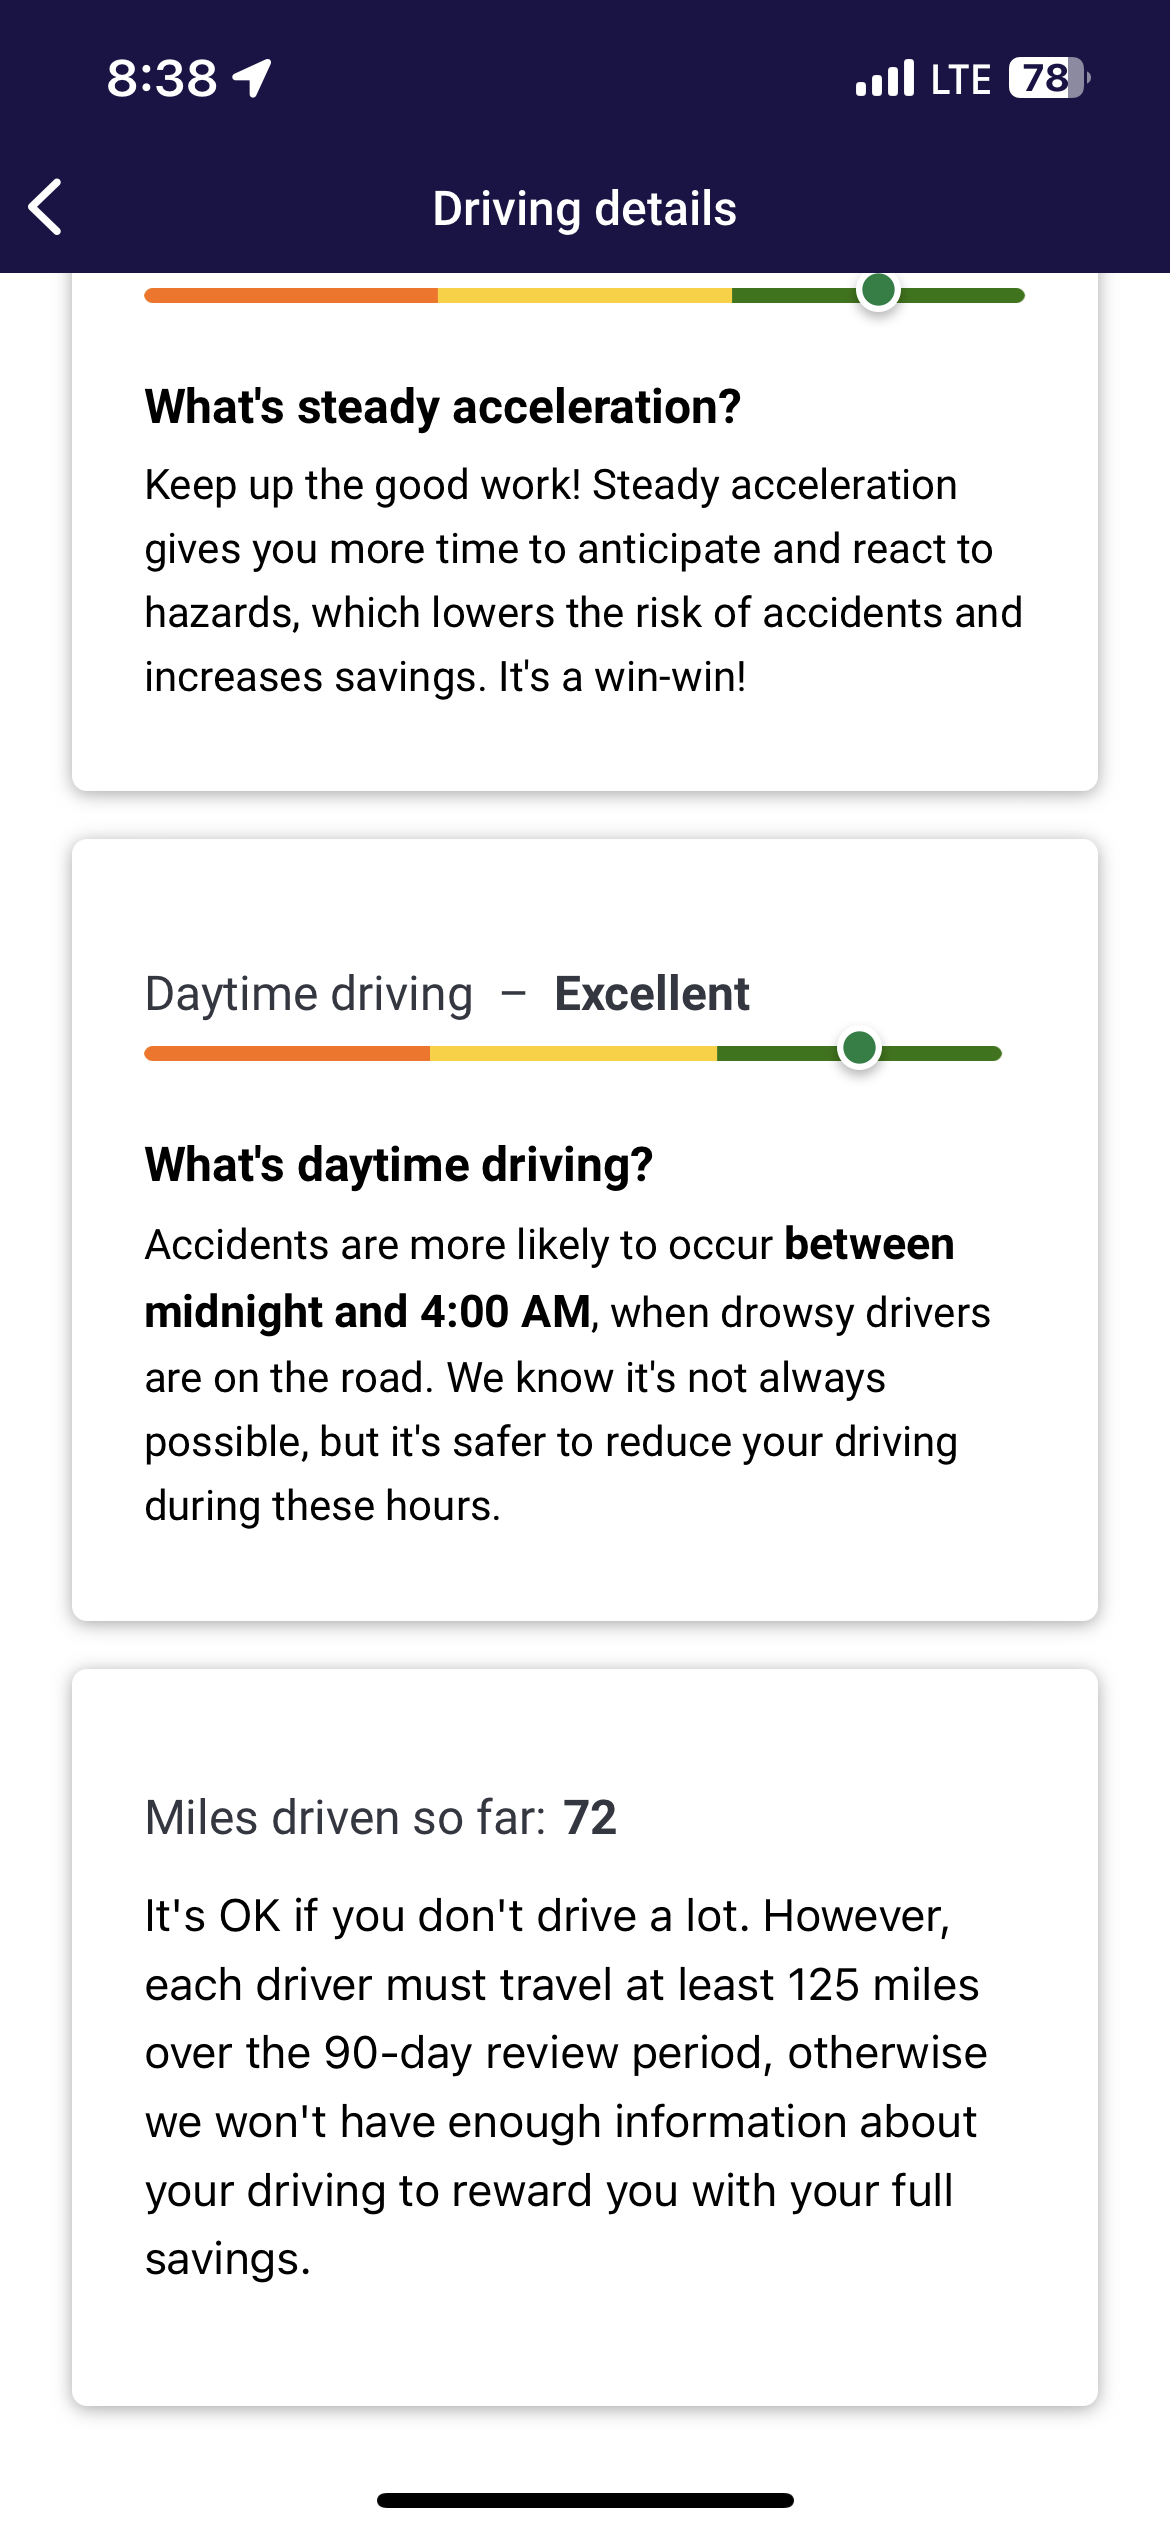 8:38 LTE 78
Driving details
What's steady acceleration?
Keep up the good work! Steady acceleration
gives you more time to anticipate and react to
hazards, which lowers the risk of accidents and
increases savings. It's a win-win!
Daytime driving – Excellent
What's daytime driving?
Accidents are more likely to occur between
midnight and 4:00 AM, when drowsy drivers
are on the road. We know it's not always
possible, but it's safer to reduce your driving
during these hours.
Miles driven so far: 72
It's OK if you don't drive a lot. However,
each driver must travel at least 125 miles
over the 90-day review period, otherwise
we won't have enough information about
your driving to reward you with your full
savings.